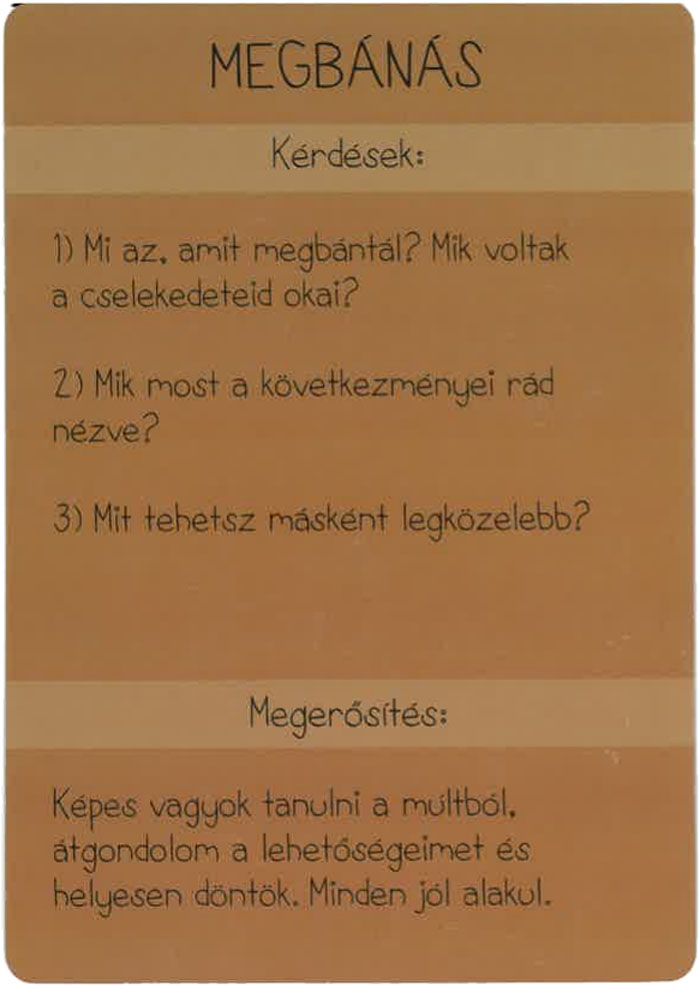 MEGBÁNÁS
Kérdések:
1) Mi az, amit megbántál? Mik voltak
a cselekedeteid okai?
2) Mik most a következményei rád
nézve?
3) Mit tehetsz másként legközelebb?
Megerősítés:
Képes vagyok tanulni a múltból,
átgondolom a lehetőségeimet és
helyesen döntök. Minden jól alakul.